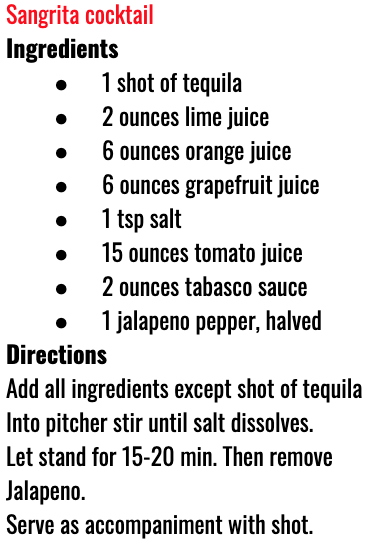 Sangrita cocktail
Ingredients
● 1 shot of tequila
● 2 ounces lime juice
● 6 ounces orange juice
● 6 ounces grapefruit juice
● 1 tsp salt
● 15 ounces tomato juice
● 2 ounces tabasco sauce
● 1 jalapeno pepper, halved
Directions
Add all ingredients except shot of tequila
Into pitcher stir until salt dissolves.
Let stand for 15-20 min. Then remove
Jalapeno.
Serve as accompaniment with shot.